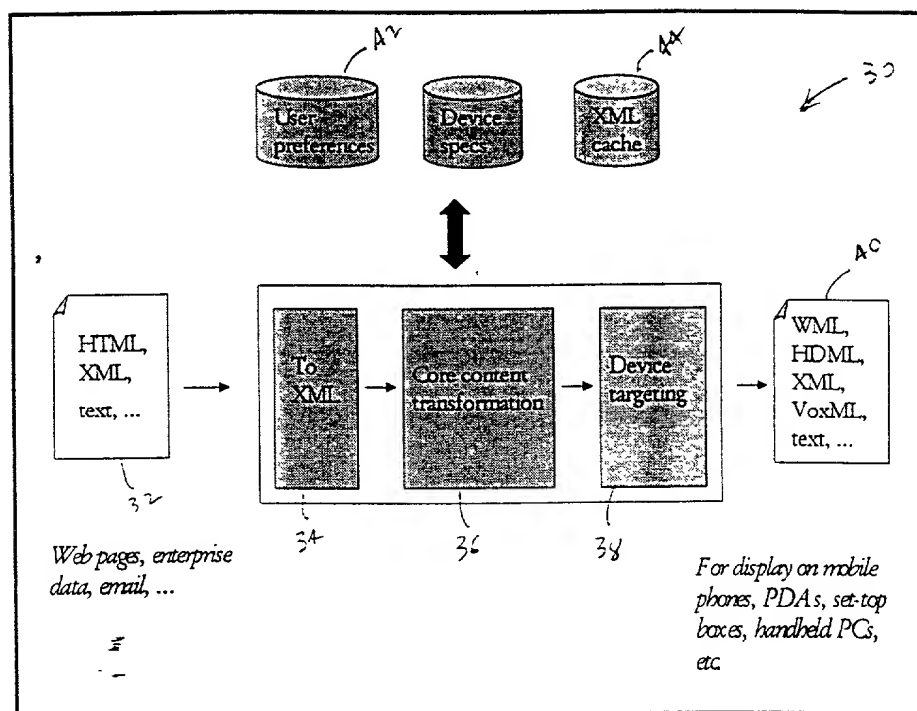 42
44
30
User
preferences
Device
specs
XML
cache
40
HTML,
XML,
text, ...
To
XML
Core content
transformation
Device
targeting
WML,
HDML,
XML,
VoxML,
text, ...
32
34
36
38
Web pages, enterprise
data, email, ...
For display on mobile
phones, PDAs, set-top
boxes, handheld PCs,
etc.